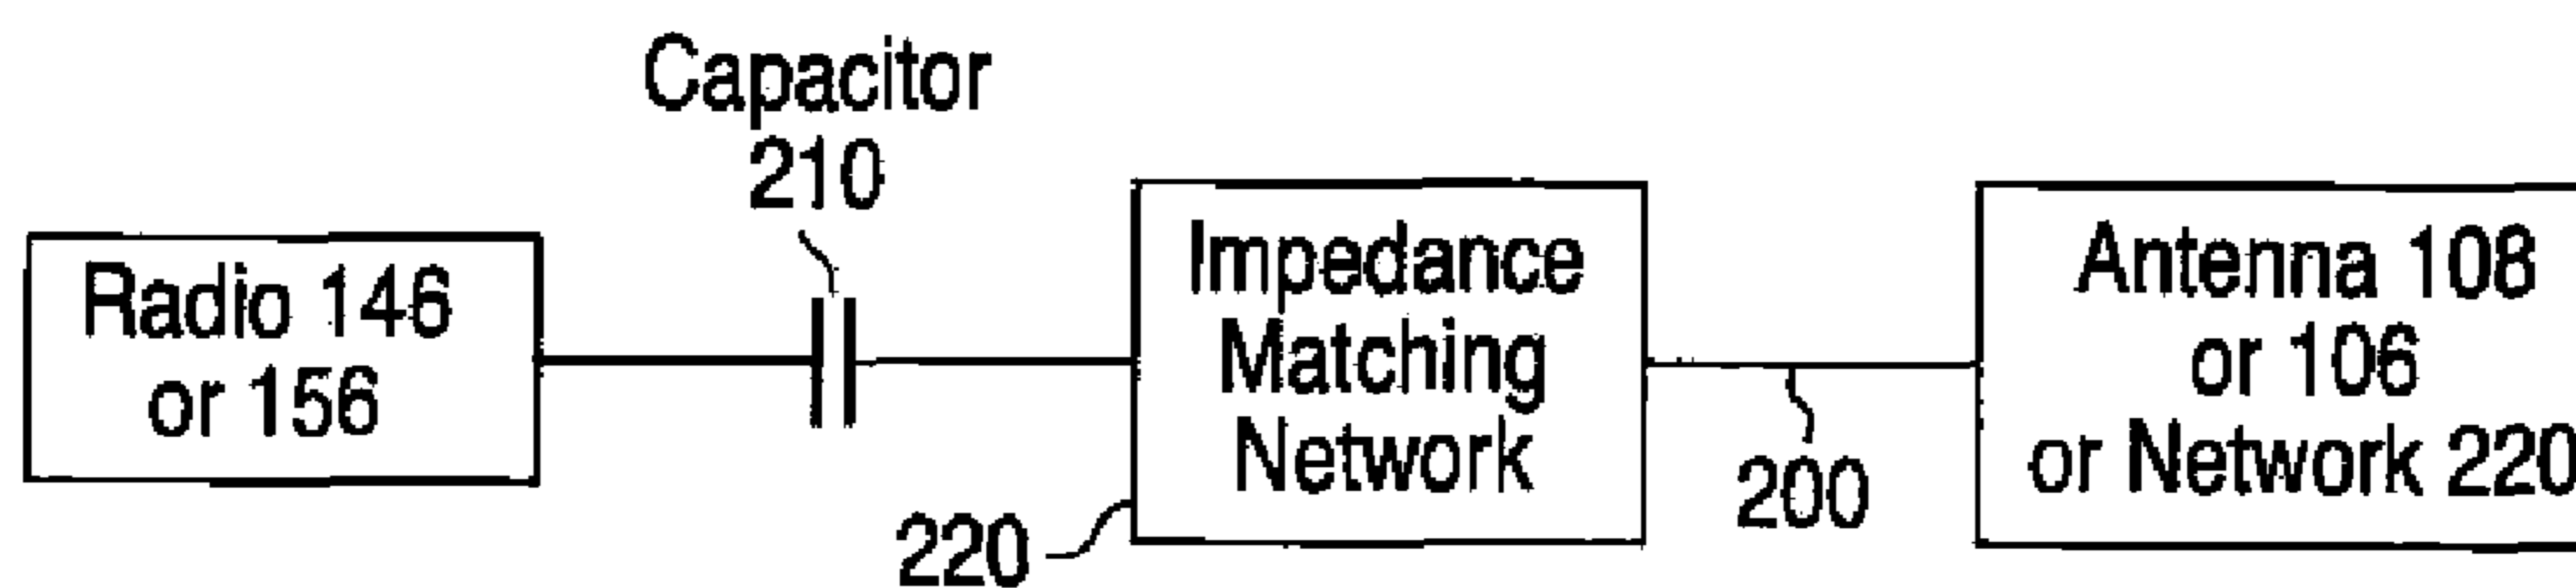 Capacitor
210
Radio 146
or 156
Impedance
Matching
Network
220
200
Antenna 108
or 106
or Network 220